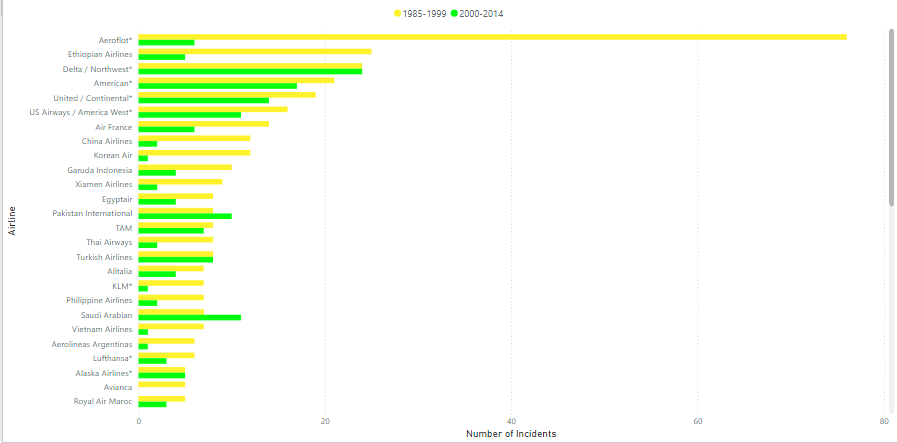 1985-1999 2000-2014
Aeroflot*
Ethiopian Airlines
Delta / Northwest*
American*
United / Continental*
US Airways / America West*
Air France
China Airlines
Korean Air
Garuda Indonesia
Xiamen Airlines
Egyptair
Pakistan International
TAM
Thai Airways
Turkish Airlines
Alitalia
KLM*
Philippine Airlines
Saudi Arabian
Vietnam Airlines
Aerolineas Argentinas
Lufthansa*
Alaska Airlines*
Avianca
Royal Air Maroc
Airline
0 20 40 60 80
Number of Incidents